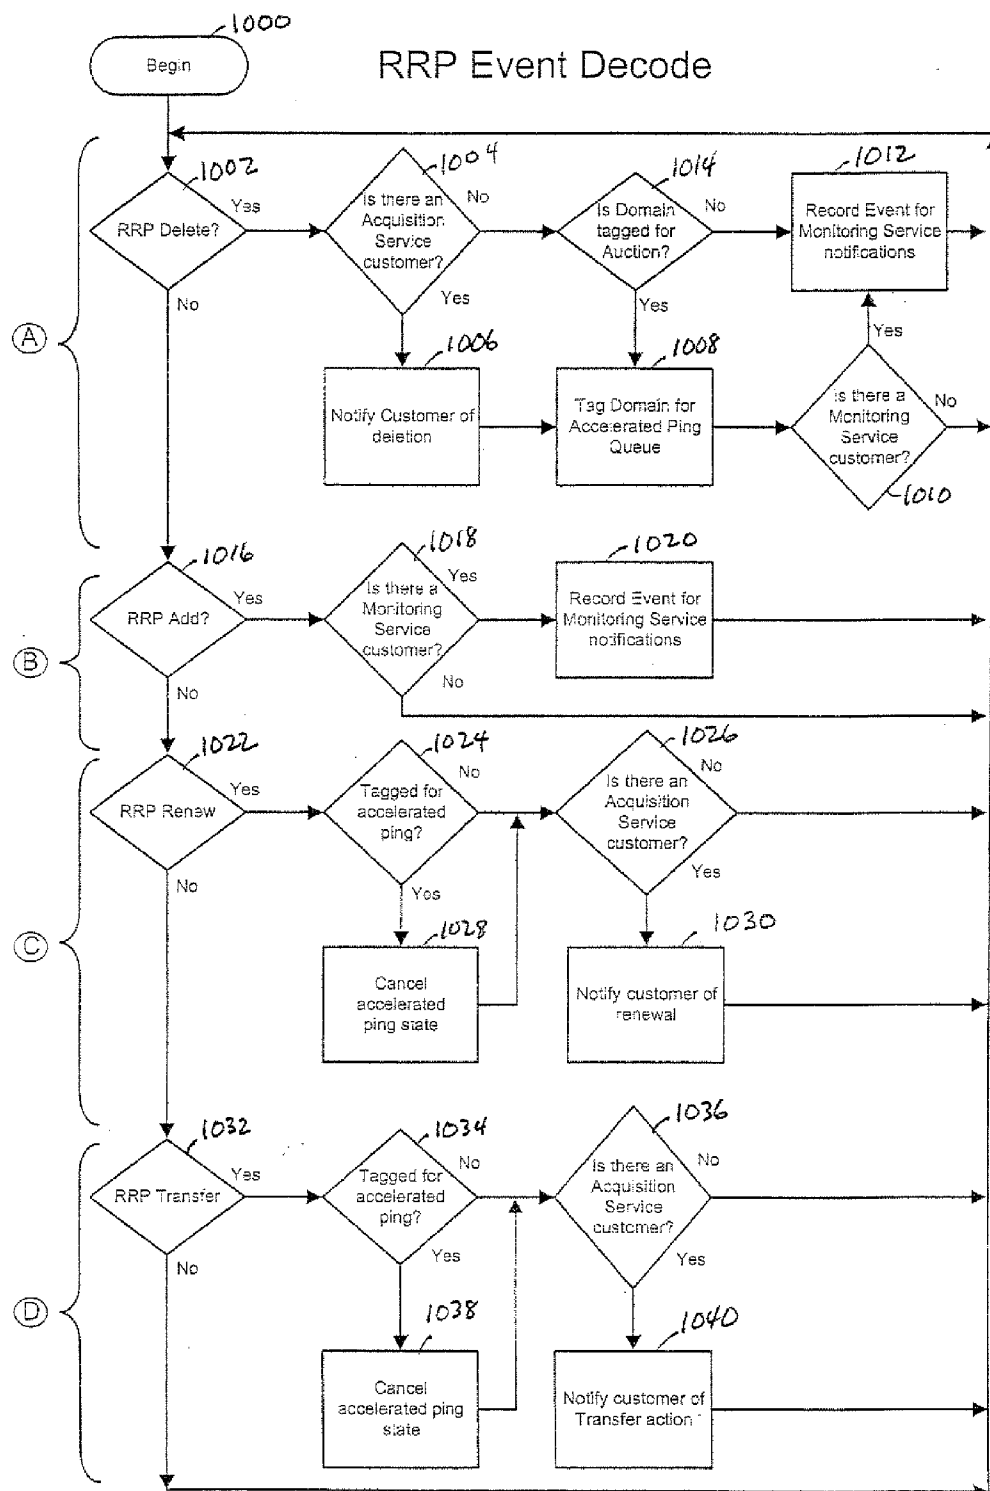 1000
Begin
RRP Event Decode
A
1002
RRP Delete?
Yes
No
1004
Is there an
Acquisition
Service
customer?
No
Yes
1014
Is Domain
tagged for
Auction?
No
Yes
1012
Record Event for
Monitoring Service
notifications
1006
Notify Customer of
deletion
1008
Tag Domain for
Accelerated Ping
Queue
Yes
Is there a
Monitoring
Service
customer?
No
1010
B
1016
RRP Add?
Yes
No
1018
Is there a
Monitoring
Service
customer?
Yes
No
1020
Record Event for
Monitoring Service
notifications
C
1022
RRP Renew
Yes
No
1024
Tagged for
accelerated
ping?
No
Yes
1026
Is there an
Acquisition
Service
customer?
No
Yes
1028
Cancel
accelerated
ping state
1030
Notify customer of
renewal
D
1032
RRP Transfer
Yes
No
1034
Tagged for
accelerated
ping?
No
Yes
1036
Is there an
Acquisition
Service
customer?
No
Yes
1038
Cancel
accelerated ping
state
1040
Notify customer of
Transfer action